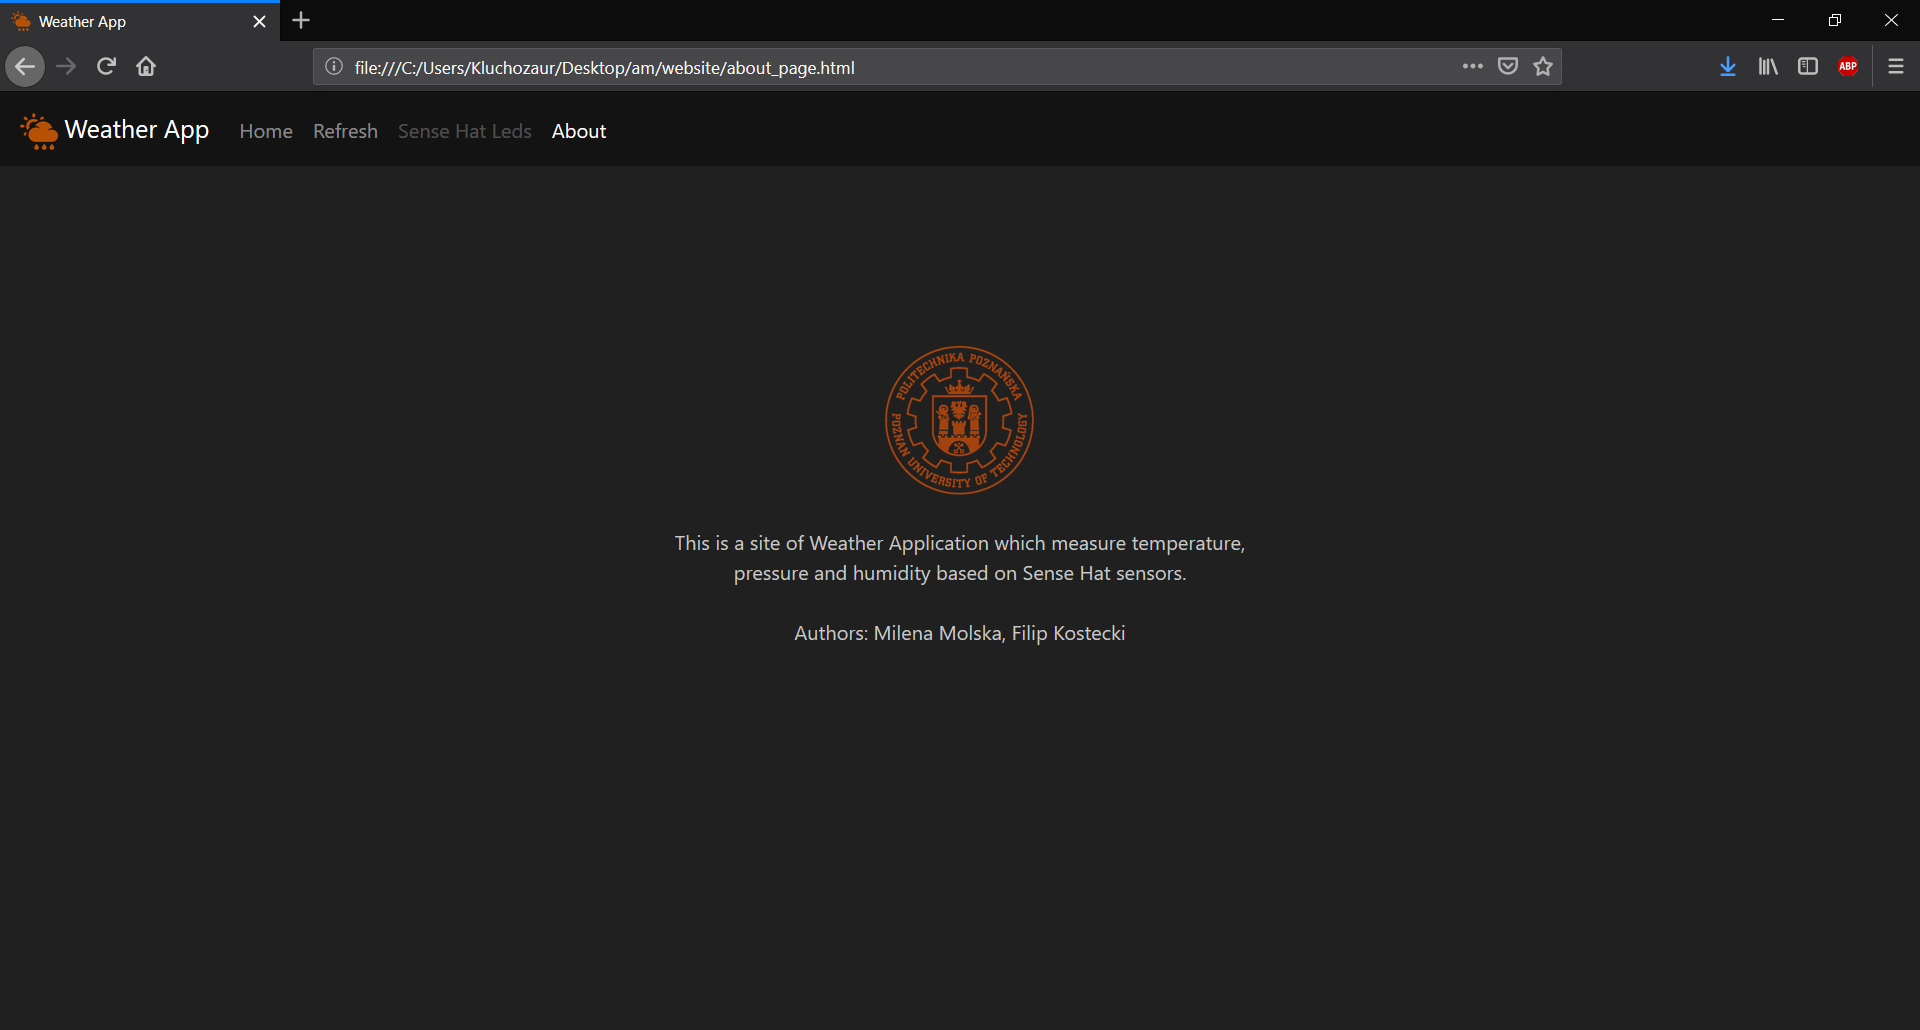 Weather App
file:///C:/Users/Kluchozaur/Desktop/am/website/about_page.html
ABP
Weather App Home Refresh Sense Hat Leds About
POLITECHNIKA POZNAŃSKA
POZNAN UNIVERSITY OF TECHNOLOGY
This is a site of Weather Application which measure temperature,
pressure and humidity based on Sense Hat sensors.
Authors: Milena Molska, Filip Kostecki